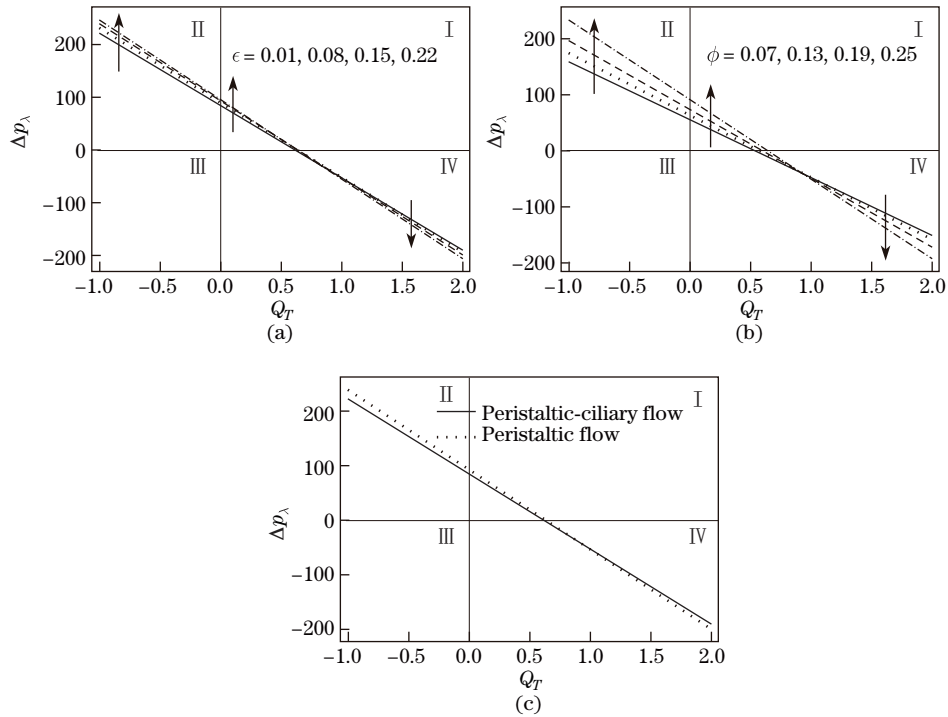 Ⅱ Ⅰ
ϵ = 0.01, 0.08, 0.15, 0.22
200
100
0
−100
−200
Δp_λ
Ⅲ Ⅳ
−1.0 −0.5 0.0 0.5 1.0 1.5 2.0
Q_T
(a)
Ⅱ Ⅰ
ϕ = 0.07, 0.13, 0.19, 0.25
200
100
0
−100
−200
Δp_λ
Ⅲ Ⅳ
−1.0 −0.5 0.0 0.5 1.0 1.5 2.0
Q_T
(b)
Ⅱ Ⅰ
Peristaltic-ciliary flow
Peristaltic flow
200
100
0
−100
−200
Δp_λ
Ⅲ Ⅳ
−1.0 −0.5 0.0 0.5 1.0 1.5 2.0
Q_T
(c)